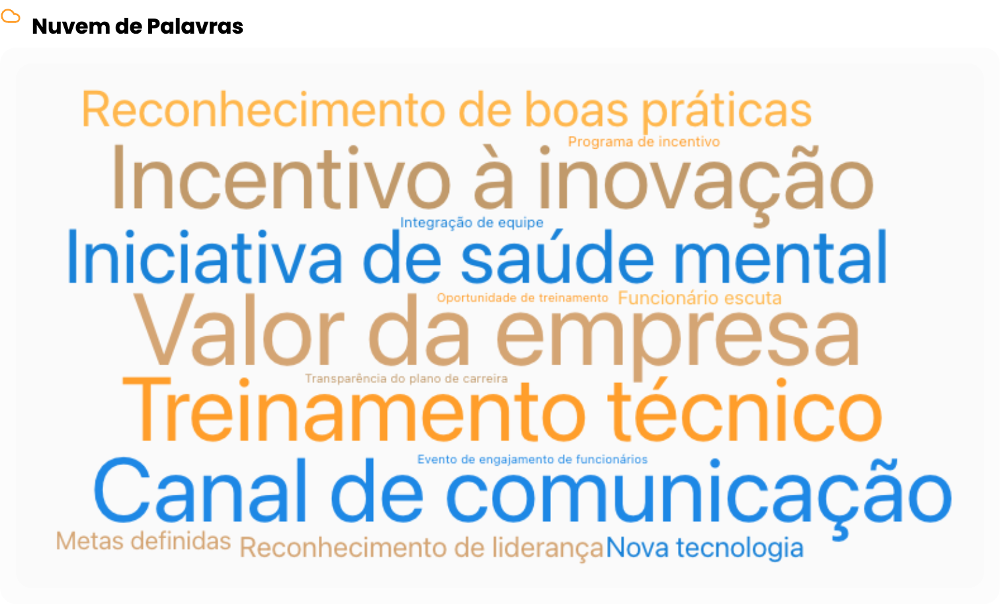 Nuvem de Palavras
Reconhecimento de boas práticas
Programa de incentivo
Incentivo à inovação
Integração de equipe
Iniciativa de saúde mental
Oportunidade de treinamento
Funcionário escuta
Valor da empresa
Transparência do plano de carreira
Treinamento técnico
Evento de engajamento de funcionários
Canal de comunicação
Metas definidas
Reconhecimento de liderança
Nova tecnologia